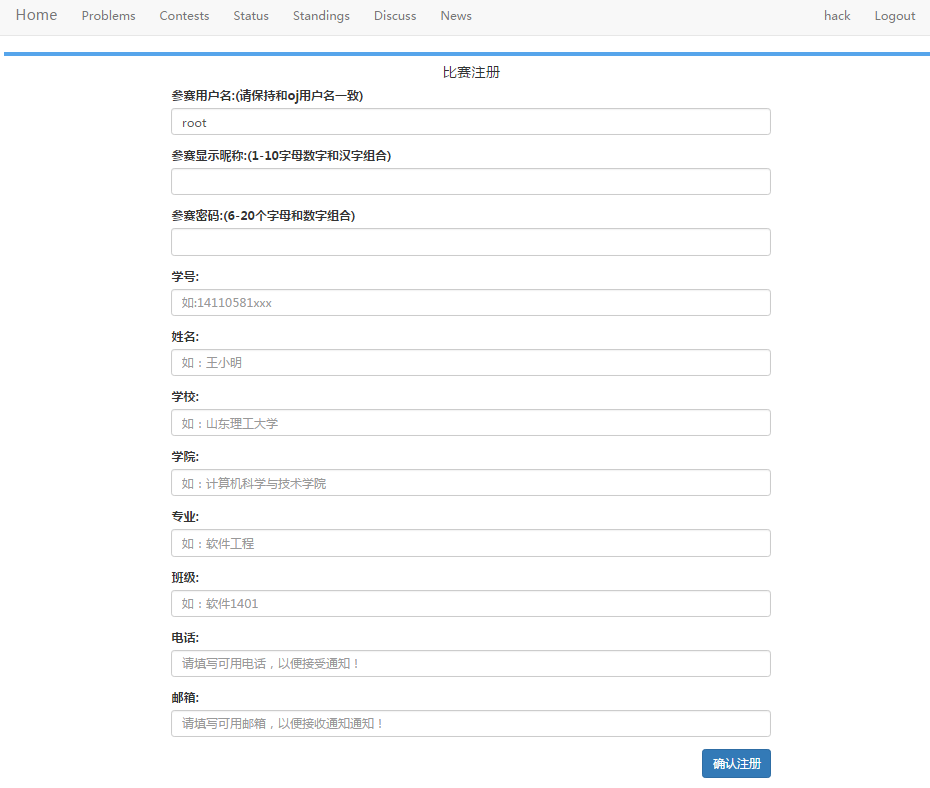 Home Problems Contests Status Standings Discuss News hack Logout
比赛注册
参赛用户名:(请保持和oj用户名一致)
root
参赛显示昵称:(1-10字母数字和汉字组合)
参赛密码:(6-20个字母和数字组合)
学号:
如:14110581xxx
姓名:
如：王小明
学校:
如：山东理工大学
学院:
如：计算机科学与技术学院
专业:
如：软件工程
班级:
如：软件1401
电话:
请填写可用电话，以便接受通知！
邮箱:
请填写可用邮箱，以便接收通知通知！
确认注册